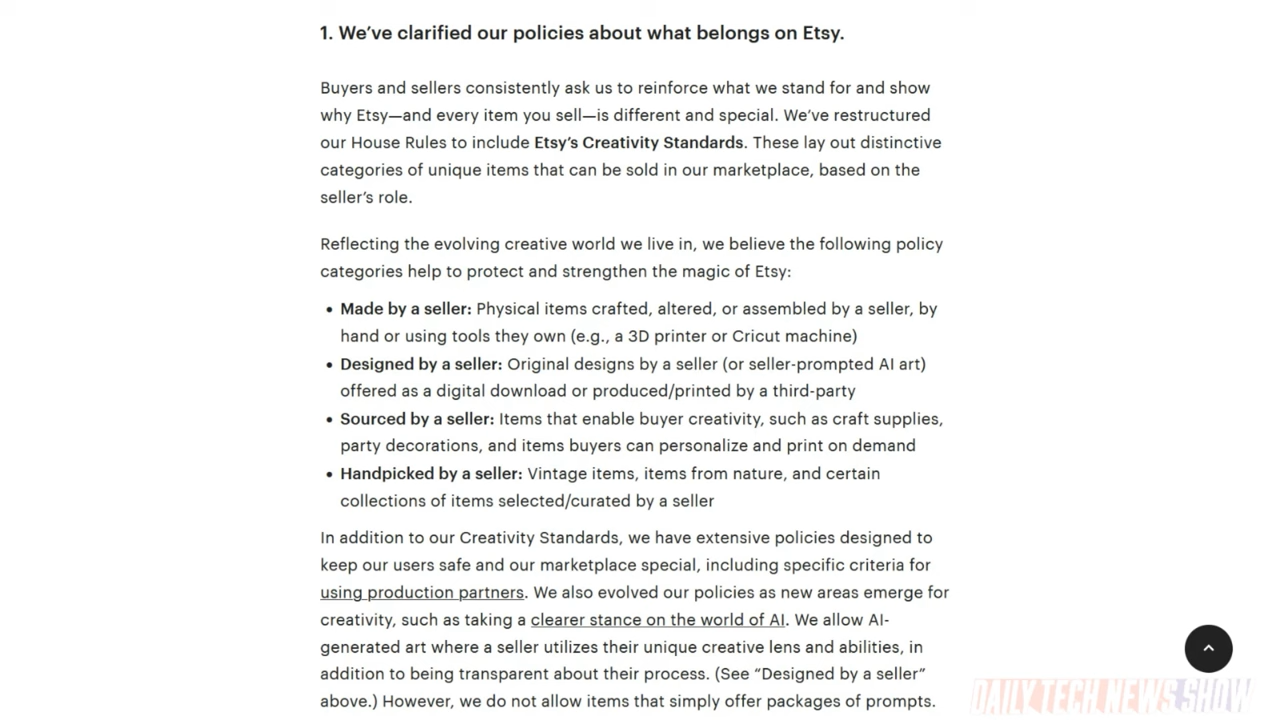 1. We’ve clarified our policies about what belongs on Etsy.
Buyers and sellers consistently ask us to reinforce what we stand for and show
why Etsy—and every item you sell—is different and special. We’ve restructured
our House Rules to include Etsy’s Creativity Standards. These lay out distinctive
categories of unique items that can be sold in our marketplace, based on the
seller’s role.
Reflecting the evolving creative world we live in, we believe the following policy
categories help to protect and strengthen the magic of Etsy:
• Made by a seller: Physical items crafted, altered, or assembled by a seller, by
hand or using tools they own (e.g., a 3D printer or Cricut machine)
• Designed by a seller: Original designs by a seller (or seller-prompted AI art)
offered as a digital download or produced/printed by a third-party
• Sourced by a seller: Items that enable buyer creativity, such as craft supplies,
party decorations, and items buyers can personalize and print on demand
• Handpicked by a seller: Vintage items, items from nature, and certain
collections of items selected/curated by a seller
In addition to our Creativity Standards, we have extensive policies designed to
keep our users safe and our marketplace special, including specific criteria for
using production partners. We also evolved our policies as new areas emerge for
creativity, such as taking a clearer stance on the world of AI. We allow AI-
generated art where a seller utilizes their unique creative lens and abilities, in
addition to being transparent about their process. (See “Designed by a seller”
above.) However, we do not allow items that simply offer packages of prompts.
DAILY TECH NEWS SHOW